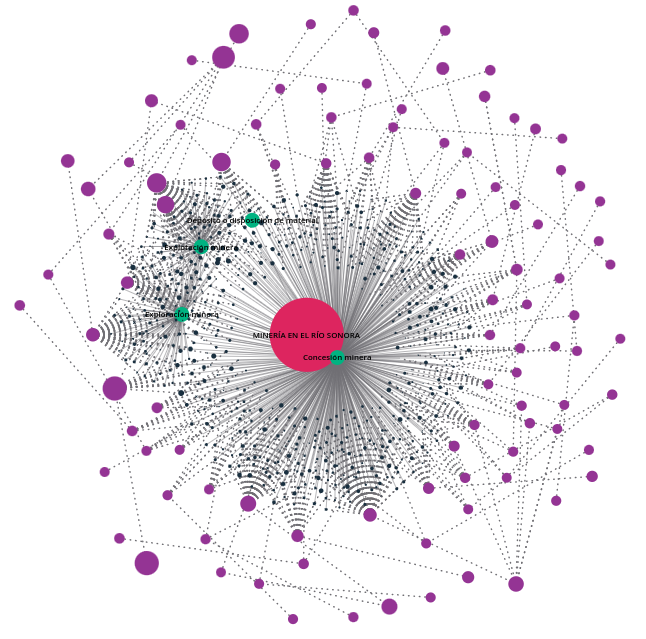 Depósito o disposición de material
Explotación minera
Exploración minera
MINERÍA EN EL RÍO SONORA
Concesión minera